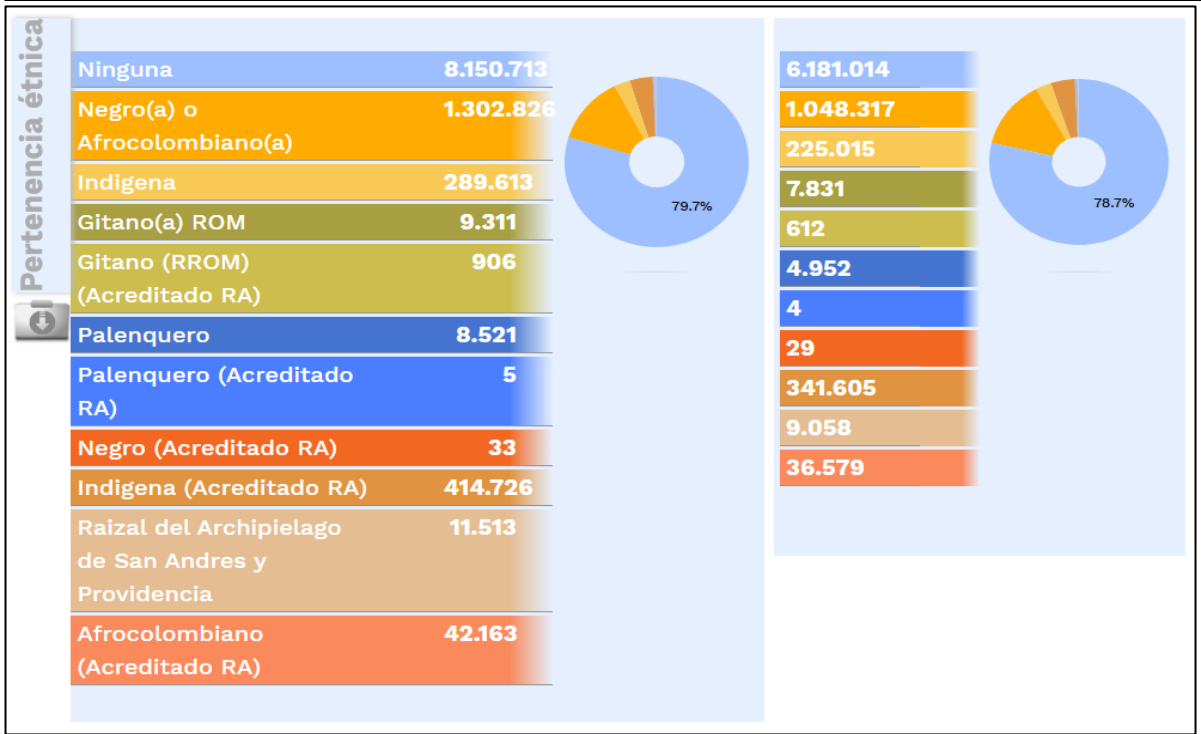 Pertenencia étnica
Ninguna 8.150.713
Negro(a) o 1.302.826
Afrocolombiano(a)
Indigena 289.613
Gitano(a) ROM 9.311
Gitano (RROM) 906
(Acreditado RA)
Palenquero 8.521
Palenquero (Acreditado 5
RA)
Negro (Acreditado RA) 33
Indigena (Acreditado RA) 414.726
Raizal del Archipielago 11.513
de San Andres y
Providencia
Afrocolombiano 42.163
(Acreditado RA)
79.7%
6.181.014
1.048.317
225.015
7.831
612
4.952
4
29
341.605
9.058
36.579
78.7%